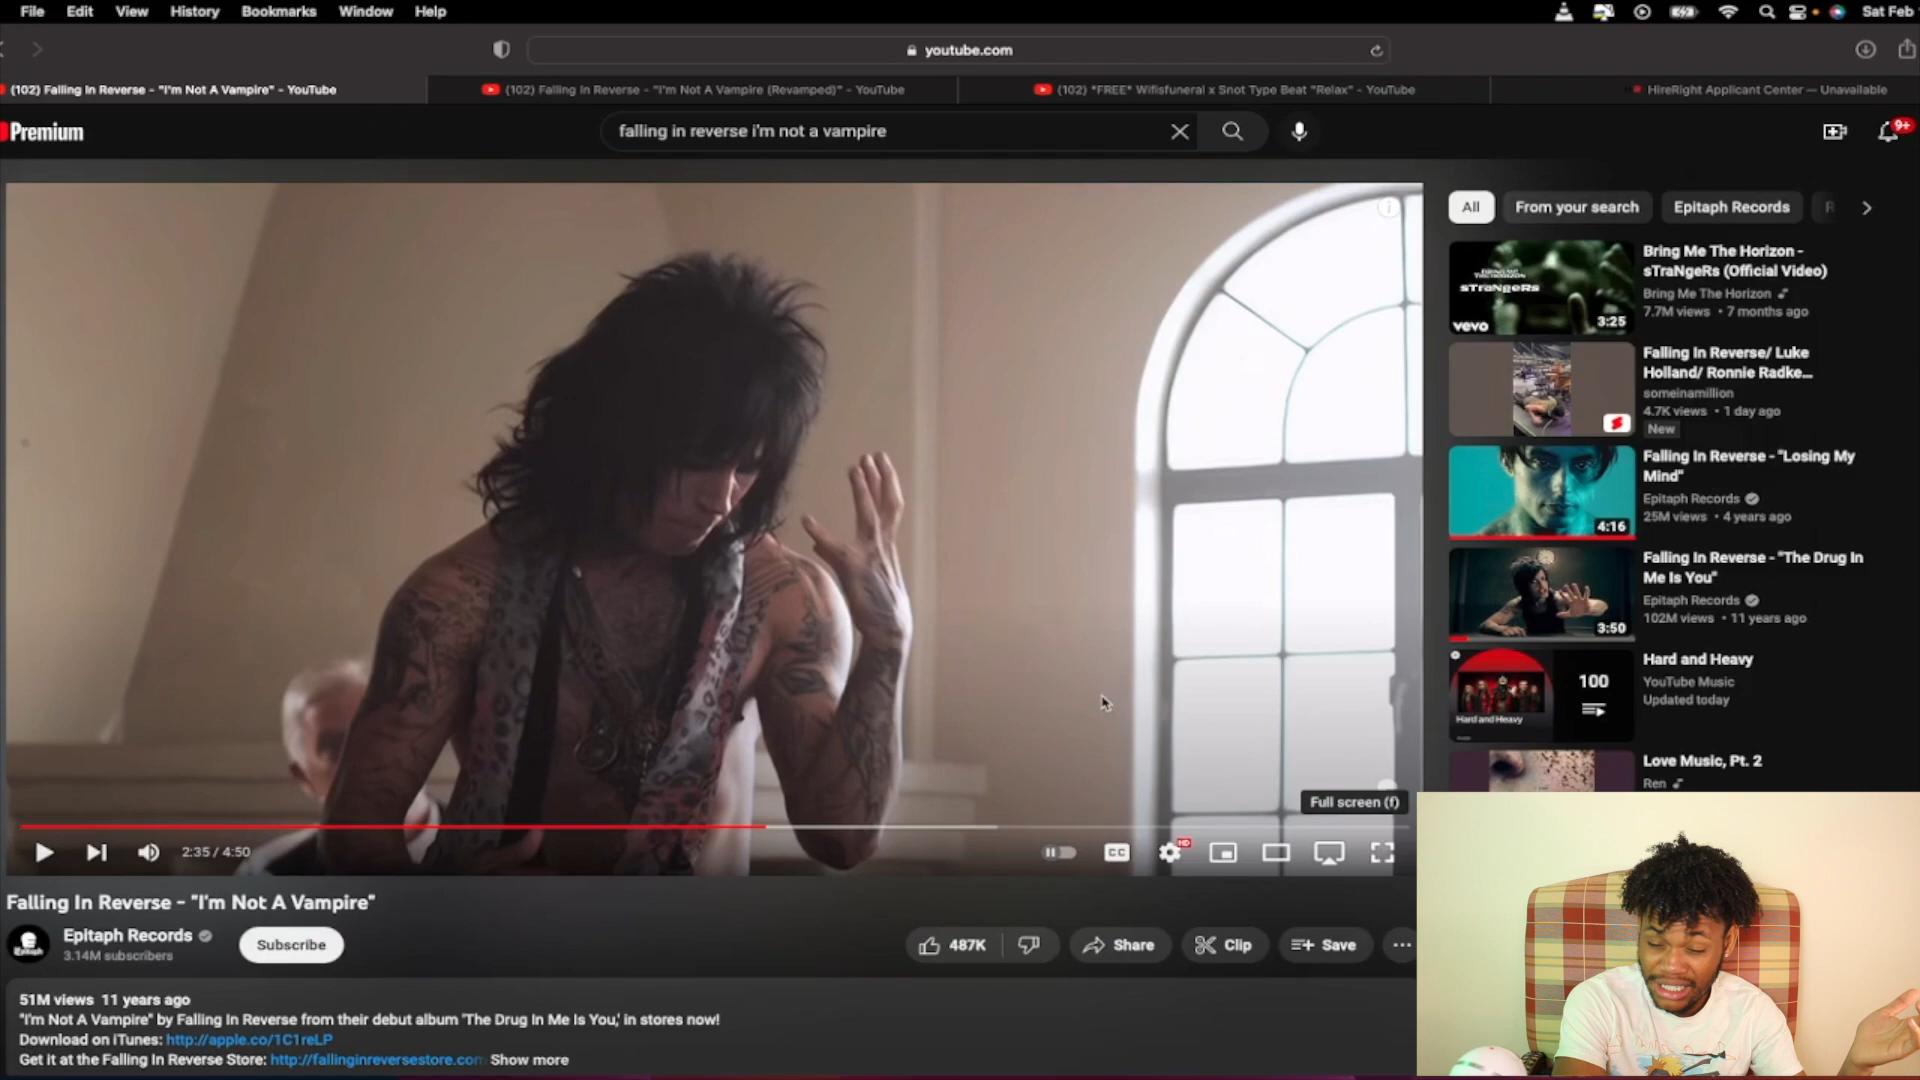 File Edit View History Bookmarks Window Help
Sat Feb
youtube.com
(102) Falling In Reverse - "I'm Not A Vampire" - YouTube
(102) Falling In Reverse - "I'm Not A Vampire (Revamped)" - YouTube
(102) *FREE* Wifisfuneral x Snot Type Beat "Relax" - YouTube
HireRight Applicant Center — Unavailable
Premium
falling in reverse i'm not a vampire
9+
All
From your search
Epitaph Records
Bring Me The Horizon -
sTraNgeRs (Official Video)
Bring Me The Horizon
7.7M views • 7 months ago
sTraNgeRs
vevo
3:25
Falling In Reverse/ Luke
Holland/ Ronnie Radke...
someinamillion
4.7K views • 1 day ago
New
Falling In Reverse - "Losing My
Mind"
Epitaph Records
25M views • 4 years ago
4:16
Falling In Reverse - "The Drug In
Me Is You"
Epitaph Records
102M views • 11 years ago
3:50
Hard and Heavy
YouTube Music
Updated today
100
Hard and Heavy
Love Music, Pt. 2
Ren
Full screen (f)
2:35 / 4:50
CC
HD
Falling In Reverse - "I'm Not A Vampire"
Epitaph Records
3.14M subscribers
Epitaph
Subscribe
487K
Share
Clip
Save
51M views 11 years ago
"I'm Not A Vampire" by Falling In Reverse from their debut album 'The Drug In Me Is You,' in stores now!
Download on iTunes: http://apple.co/1C1reLP
Get it at the Falling In Reverse Store: http://fallinginreversestore.com Show more